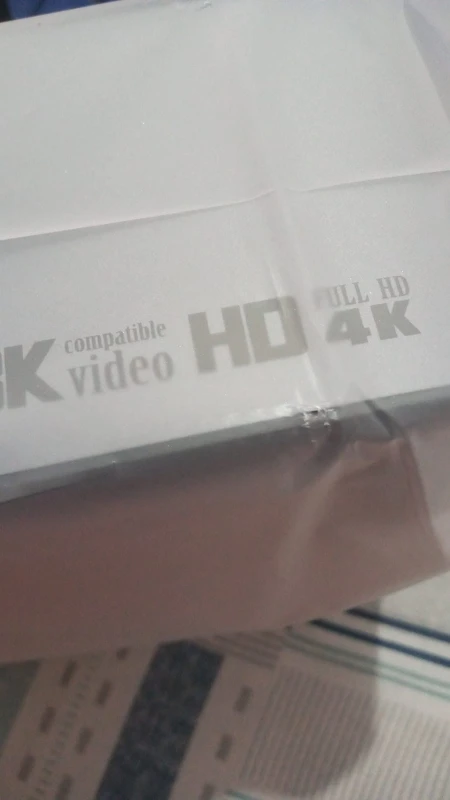 K
compatible
video
HD
FULL HD
4K